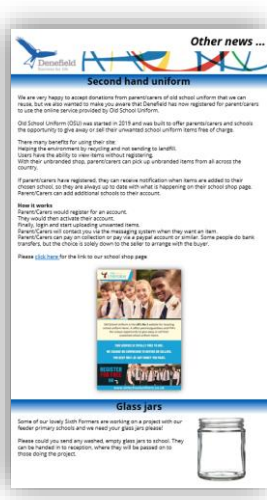 Other news ...
Denefield
Second hand uniform
We are very happy to accept donations from parent/carers of old school uniform that we can
reuse, but we also wanted to make you aware that Denefield has now registered for parent/carers
to use the online service provided by Old School Uniform.
Old School Uniform (OSU) was started in 2019 and was built to offer parents/carers and schools
the opportunity to give away or sell their unwanted school uniform items free of charge.
There many benefits for using their site:
Helping the environment by recycling and not sending to landfill.
Users have the ability to view items without registering.
With their unbranded shop, parent/carers can pick up unbranded items from all across the
country.
If parent/carers have registered, they can receive notification when items are added to their
chosen school, so they are always up to date with what is happening on their school shop page.
Parent/Carers can add additional schools to their account.
How it works
Parent/Carers would register for an account.
They would then activate their account.
Finally, login and start uploading unwanted items.
Parent/Carers will contact you via the messaging system when they want an item.
Parent/Carers can pay on collection or pay via a paypal account or similar. Some people do bank
transfers, but the choice is solely down to the seller to arrange with the buyer.
Please click here for the link to our school shop page.
REGISTER
FOR FREE
Glass jars
Some of our lovely Sixth Formers are working on a project with our
feeder primary schools and we need your glass jars please!
Please could you send any washed, empty glass jars to school. They
can be handed in to reception, where they will be passed on to
those doing the project.